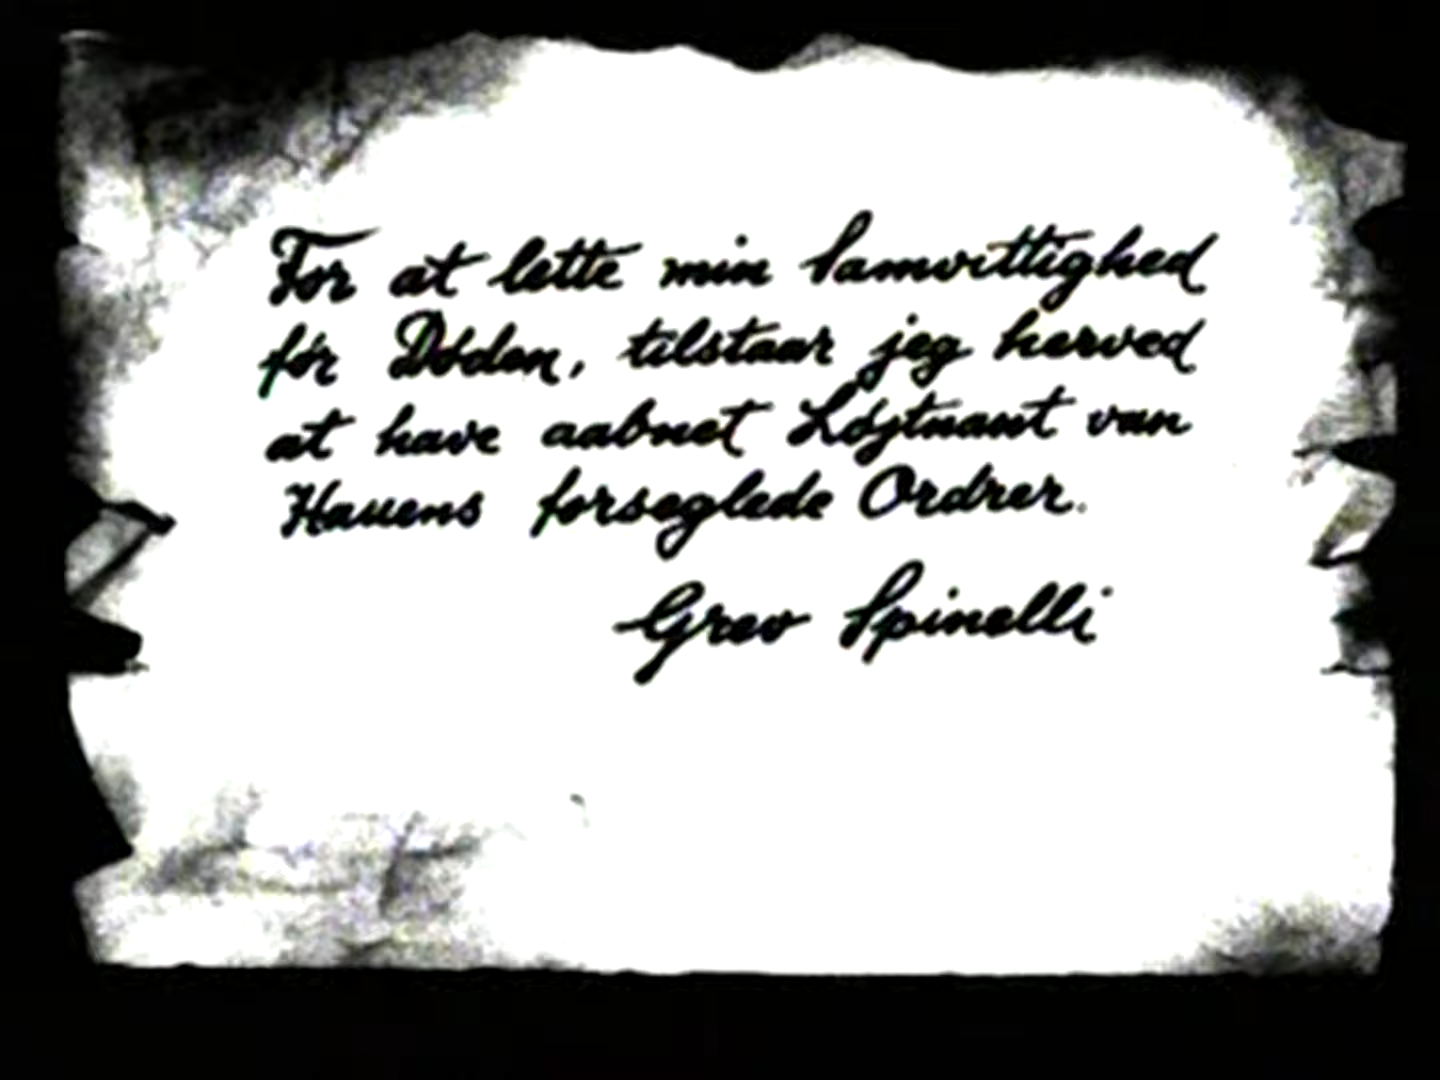 For at lette min Samvittighed
før Døden, tilstaar jeg herved
at have aabnet Løjtnant van
Hauens forseglede Ordrer.
Grev Spinelli